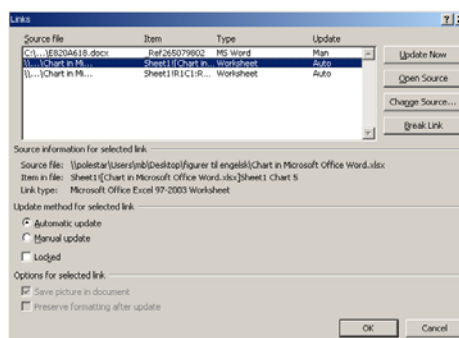 Links
Source file Item Type Update
C:\...\E820A618.docx _Ref265079802 MS Word Man
\\...\Chart in Mi... Sheet1![Chart in... Worksheet Auto
\\...\Chart in Mi... Sheet1!R1C1:R... Worksheet Auto
Update Now
Open Source
Change Source...
Break Link
Source information for selected link
Source file: \\polestar\Users\mb\Desktop\figurer til engelsk\Chart in Microsoft Office Word.xlsx
Item in file: Sheet1![Chart in Microsoft Office Word.xlsx]Sheet1 Chart 5
Link type: Microsoft Office Excel 97-2003 Worksheet
Update method for selected link
Automatic update
Manual update
Locked
Options for selected link
Save picture in document
Preserve formatting after update
OK Cancel